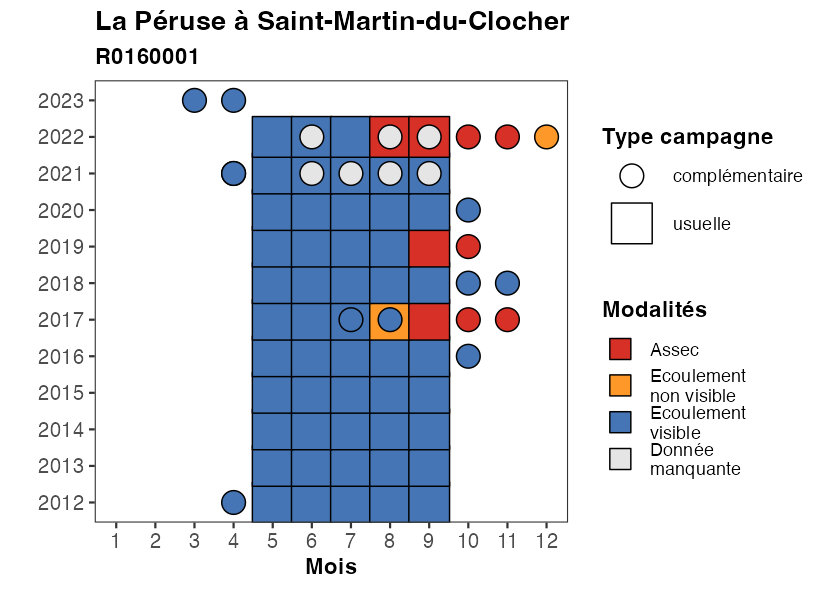 La Péruse à Saint-Martin-du-Clocher
R0160001
2023
2022
2021
2020
2019
2018
2017
2016
2015
2014
2013
2012
1 2 3 4 5 6 7 8 9 10 11 12
Mois
Type campagne
complémentaire
usuelle
Modalités
Assec
Ecoulement
non visible
Ecoulement
visible
Donnée
manquante